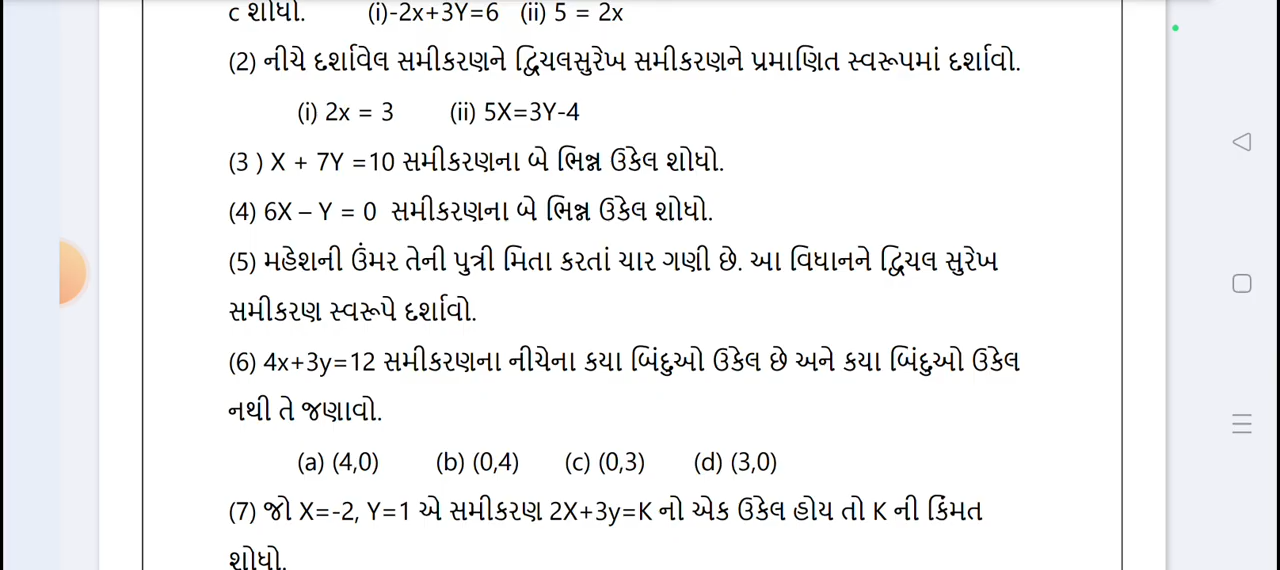 c શોધો. (i)-2x+3Y=6 (ii) 5 = 2x
(2) નીચે દર્શાવેલ સમીકરણને દ્વિચલસુરેખ સમીકરણને પ્રમાણિત સ્વરૂપમાં દર્શાવો.
(i) 2x = 3 (ii) 5X=3Y-4
(3 ) X + 7Y =10 સમીકરણના બે ભિન્ન ઉકેલ શોધો.
(4) 6X – Y = 0 સમીકરણના બે ભિન્ન ઉકેલ શોધો.
(5) મહેશની ઉંમર તેની પુત્રી મિતા કરતાં ચાર ગણી છે. આ વિધાનને દ્વિચલ સુરેખ
સમીકરણ સ્વરૂપે દર્શાવો.
(6) 4x+3y=12 સમીકરણના નીચેના કયા બિંદુઓ ઉકેલ છે અને કયા બિંદુઓ ઉકેલ
નથી તે જણાવો.
(a) (4,0) (b) (0,4) (c) (0,3) (d) (3,0)
(7) જો X=-2, Y=1 એ સમીકરણ 2X+3y=K નો એક ઉકેલ હોય તો K ની કિંમત
શોધો.